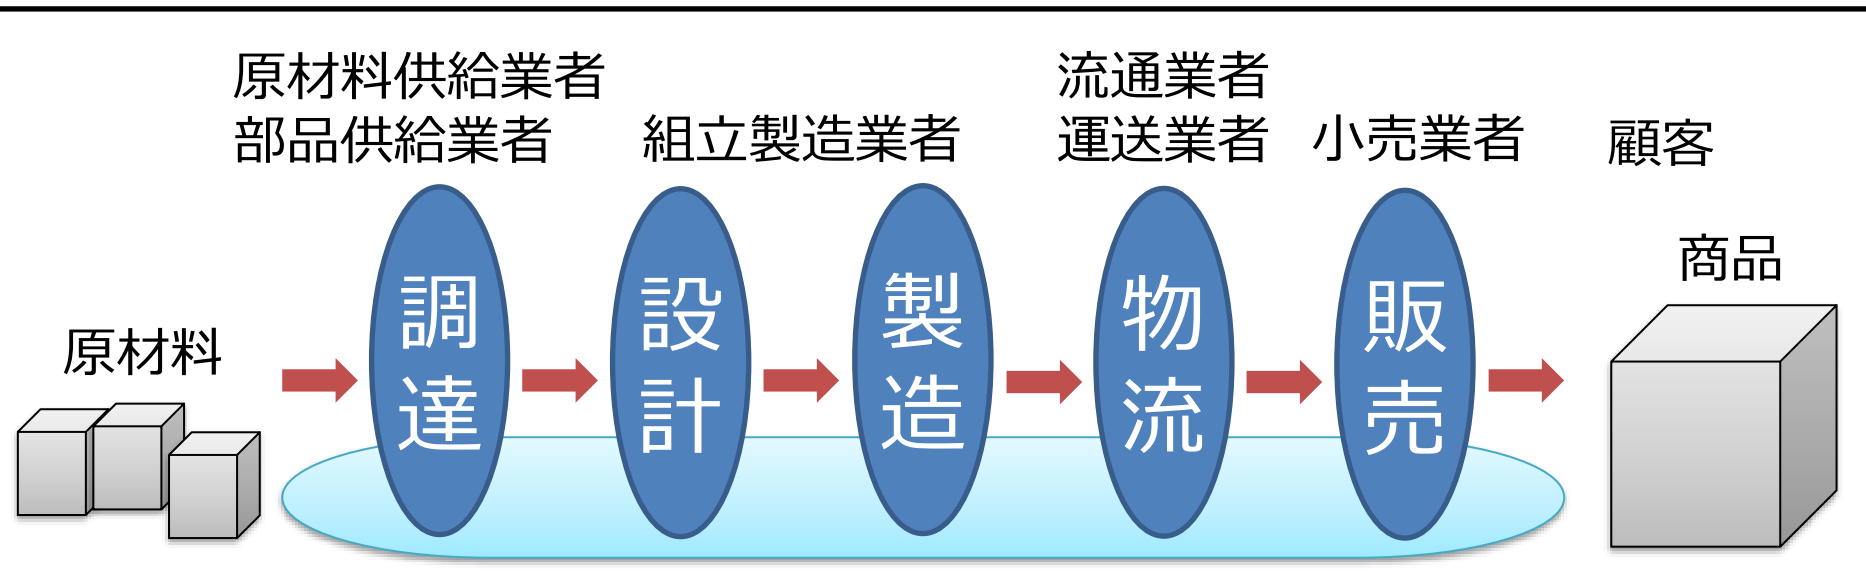 原材料供給業者
部品供給業者
組立製造業者
流通業者
運送業者
小売業者
顧客
原材料
調達
設計
製造
物流
販売
商品